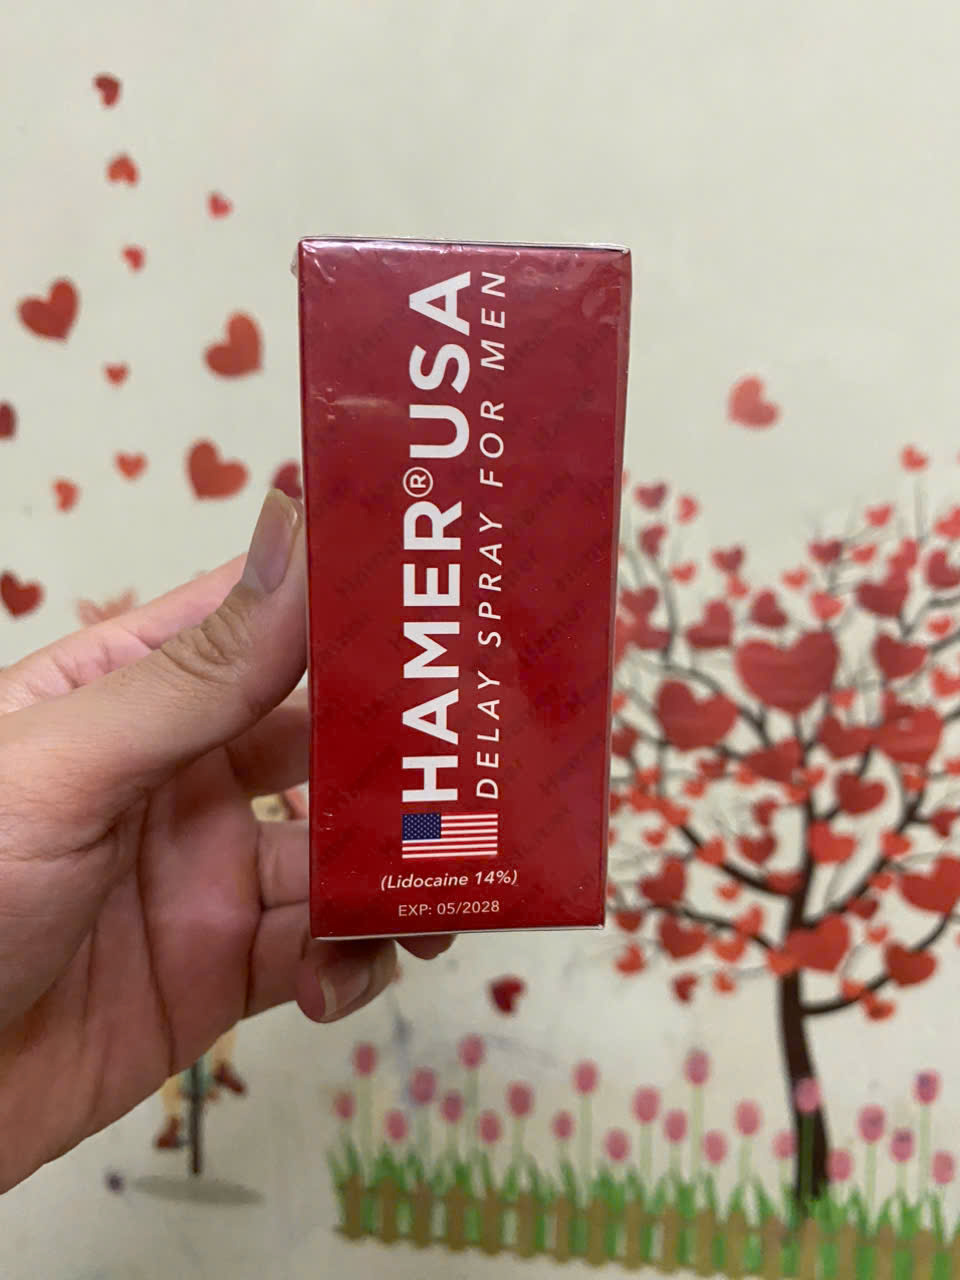 HAMER®USA
DELAY SPRAY FOR MEN
(Lidocaine 14%)
EXP: 05/2028